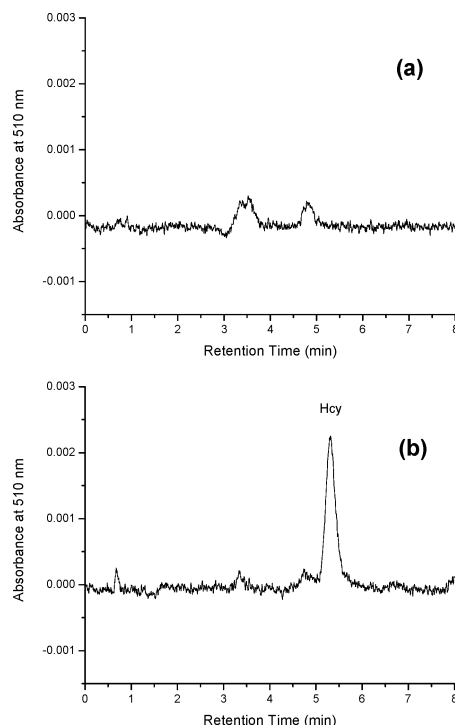 0.003
(a)
0.002
0.001
0.000
-0.001
Absorbance at 510 nm
0 1 2 3 4 5 6 7 8
Retention Time (min)
0.003
Hcy
(b)
0.002
0.001
0.000
-0.001
Absorbance at 510 nm
0 1 2 3 4 5 6 7 8
Retention Time (min)